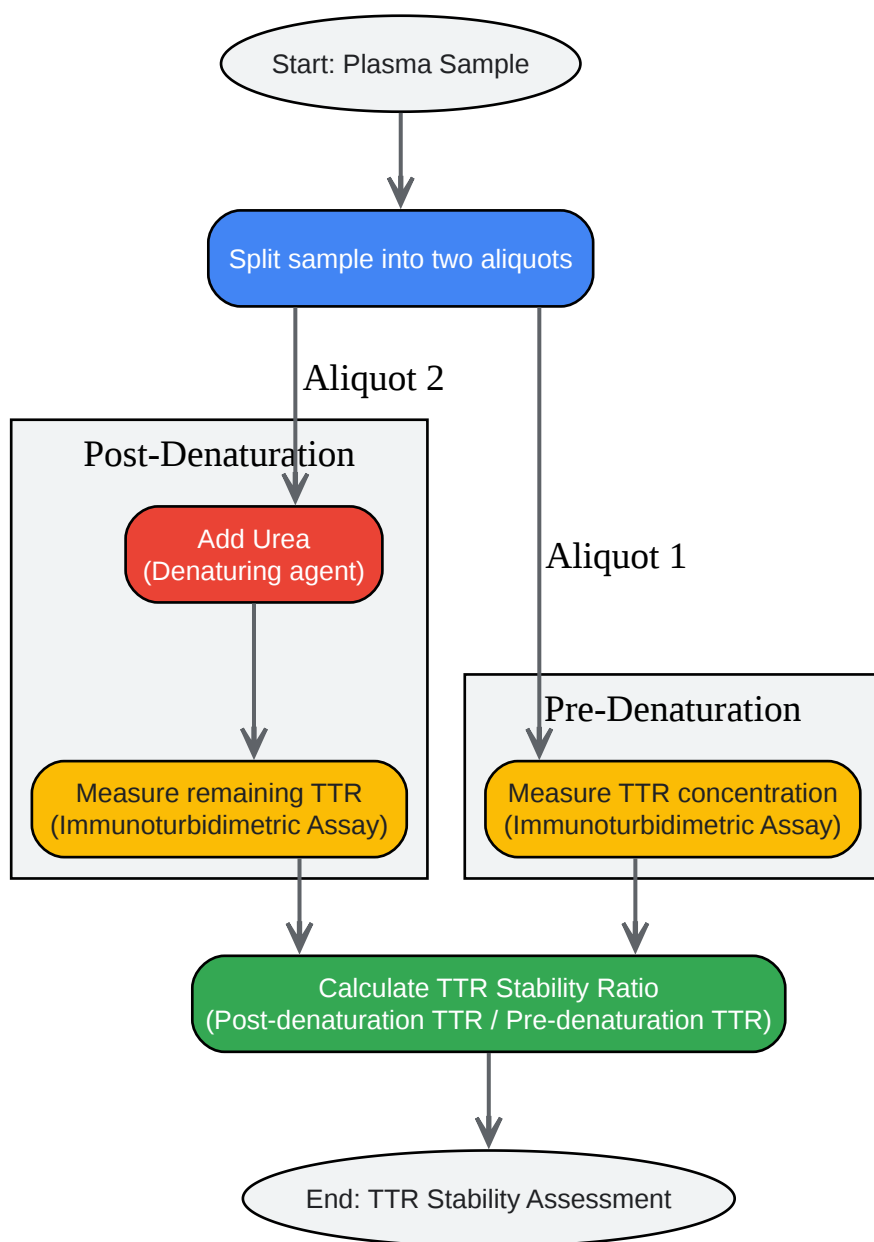 Start: Plasma Sample
Split sample into two aliquots
Aliquot 2
Post-Denaturation
Add Urea
(Denaturing agent)
Aliquot 1
Pre-Denaturation
Measure remaining TTR
(Immunoturbidimetric Assay)
Measure TTR concentration
(Immunoturbidimetric Assay)
Calculate TTR Stability Ratio
(Post-denaturation TTR / Pre-denaturation TTR)
End: TTR Stability Assessment